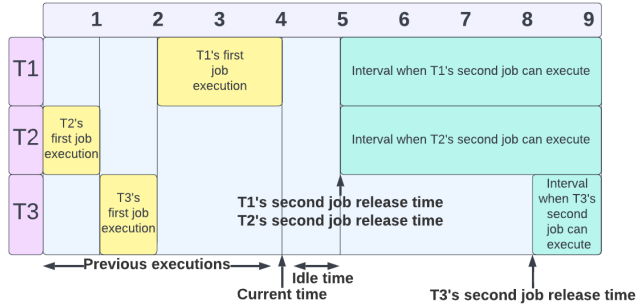 1 2 3 4 5 6 7 8 9
T1
T1's first
job
execution
Interval when T1's second job can execute
T2
T2's
first job
execution
Interval when T2's second job can execute
T3
T3's
first job
execution
Interval
when T3's
second
job can
execute
T1's second job release time
T2's second job release time
Previous executions
Idle time
Current time
T3's second job release time